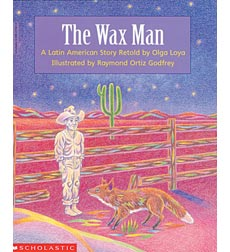 The Wax Man
A Latin American Story Retold by Olga Loya
Illustrated by Raymond Ortiz Godfrey
SCHOLASTIC